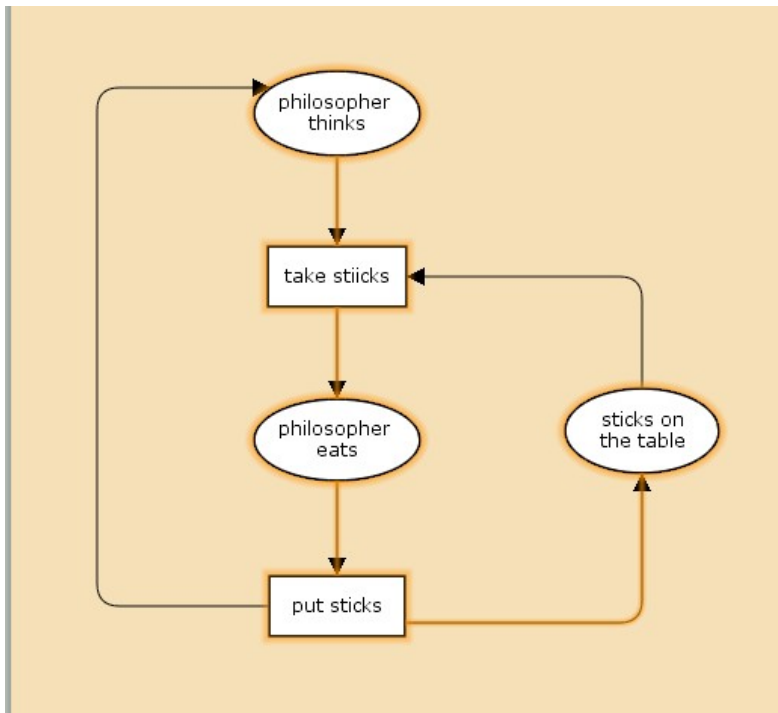 philosopher
thinks
take stiicks
philosopher
eats
sticks on
the table
put sticks